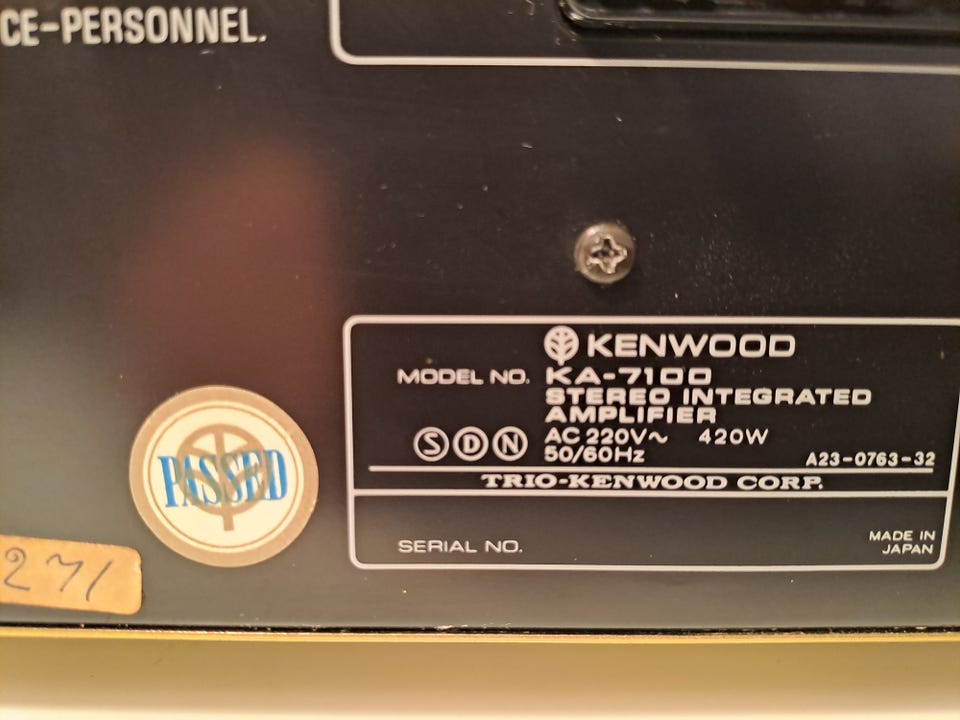 CE-PERSONNEL.
KENWOOD
MODEL NO. KA-7100
STEREO INTEGRATED
AMPLIFIER
S D N AC 220V~ 420W
50/60Hz A23-0763-32
TRIO-KENWOOD CORP.
PASSED
SERIAL NO. MADE IN
JAPAN
271